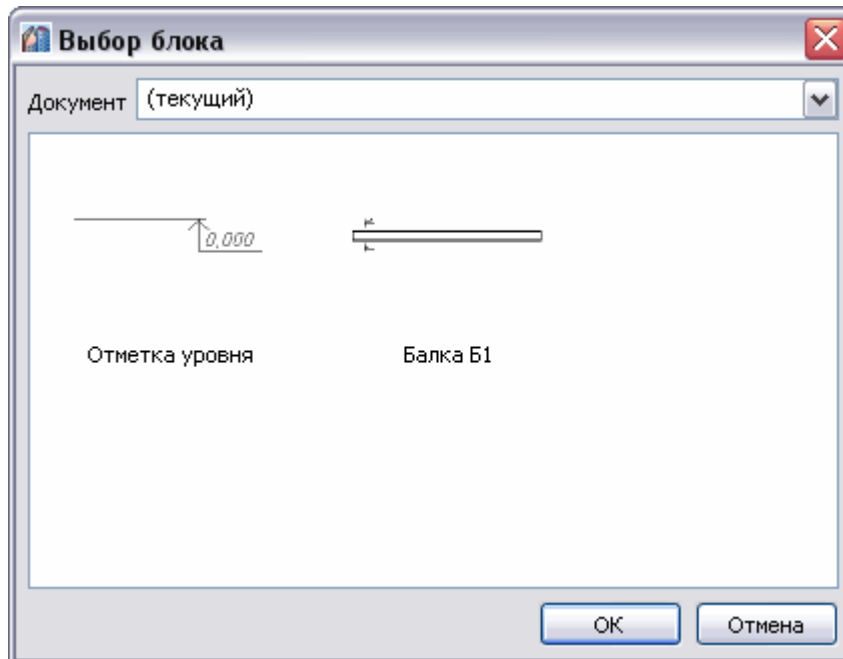 Выбор блока
Документ (текущий)
0,000
Отметка уровня Балка Б1
ОК Отмена